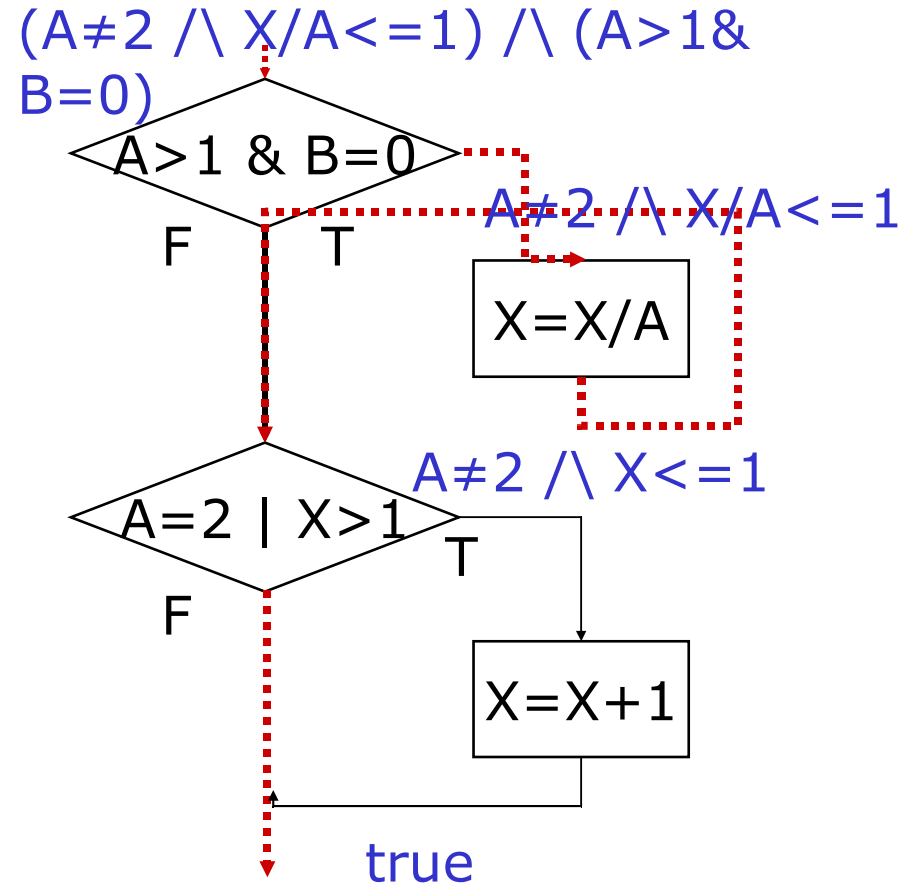 (A≠2 /\ X/A<=1) /\ (A>1&
B=0)
A>1 & B=0
A≠2 /\ X/A<=1
F
T
X=X/A
A≠2 /\ X<=1
A=2 | X>1
T
F
X=X+1
true